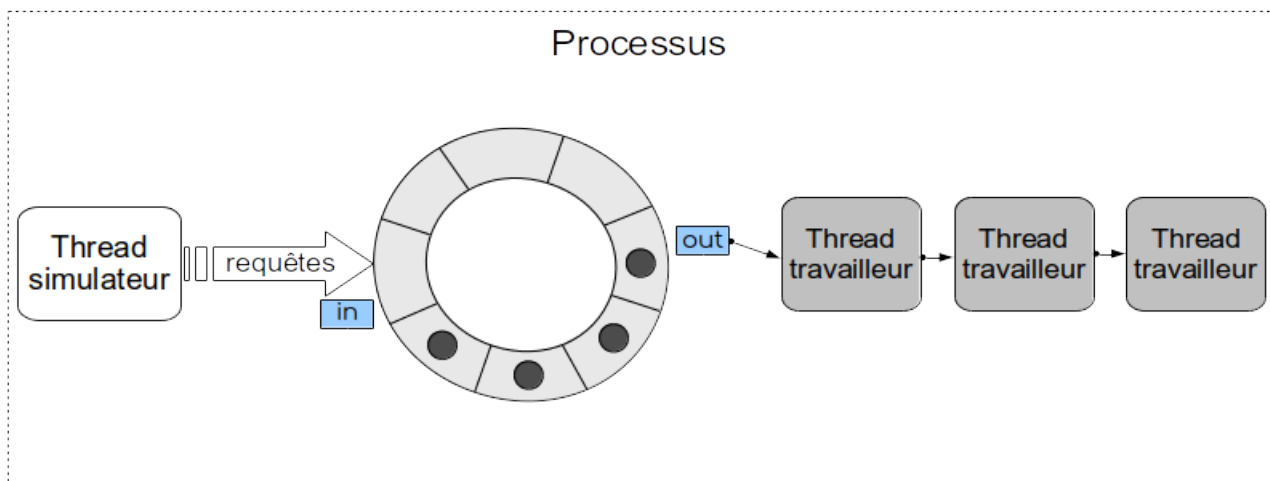 Processus
Thread
simulateur
requêtes
in
out
Thread
travailleur
Thread
travailleur
Thread
travailleur